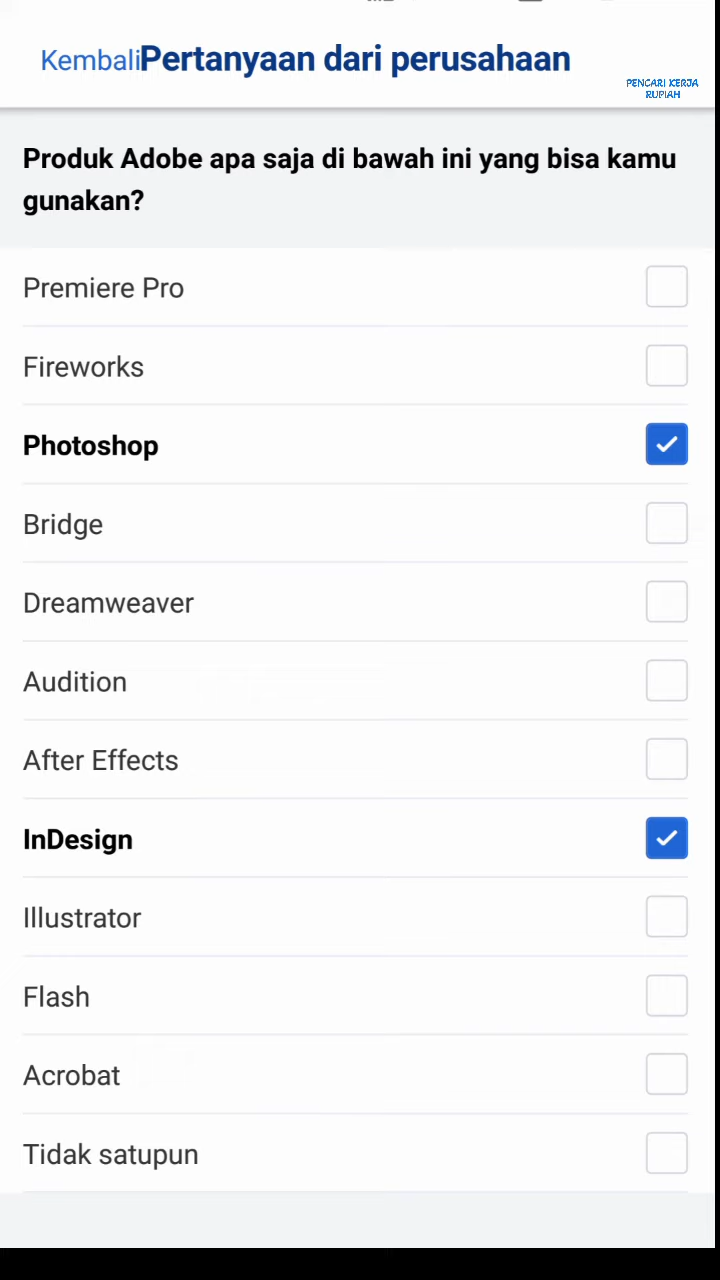 Kembali Pertanyaan dari perusahaan
PENCARI KERJA
RUPIAH
Produk Adobe apa saja di bawah ini yang bisa kamu
gunakan?
Premiere Pro
Fireworks
Photoshop
Bridge
Dreamweaver
Audition
After Effects
InDesign
Illustrator
Flash
Acrobat
Tidak satupun